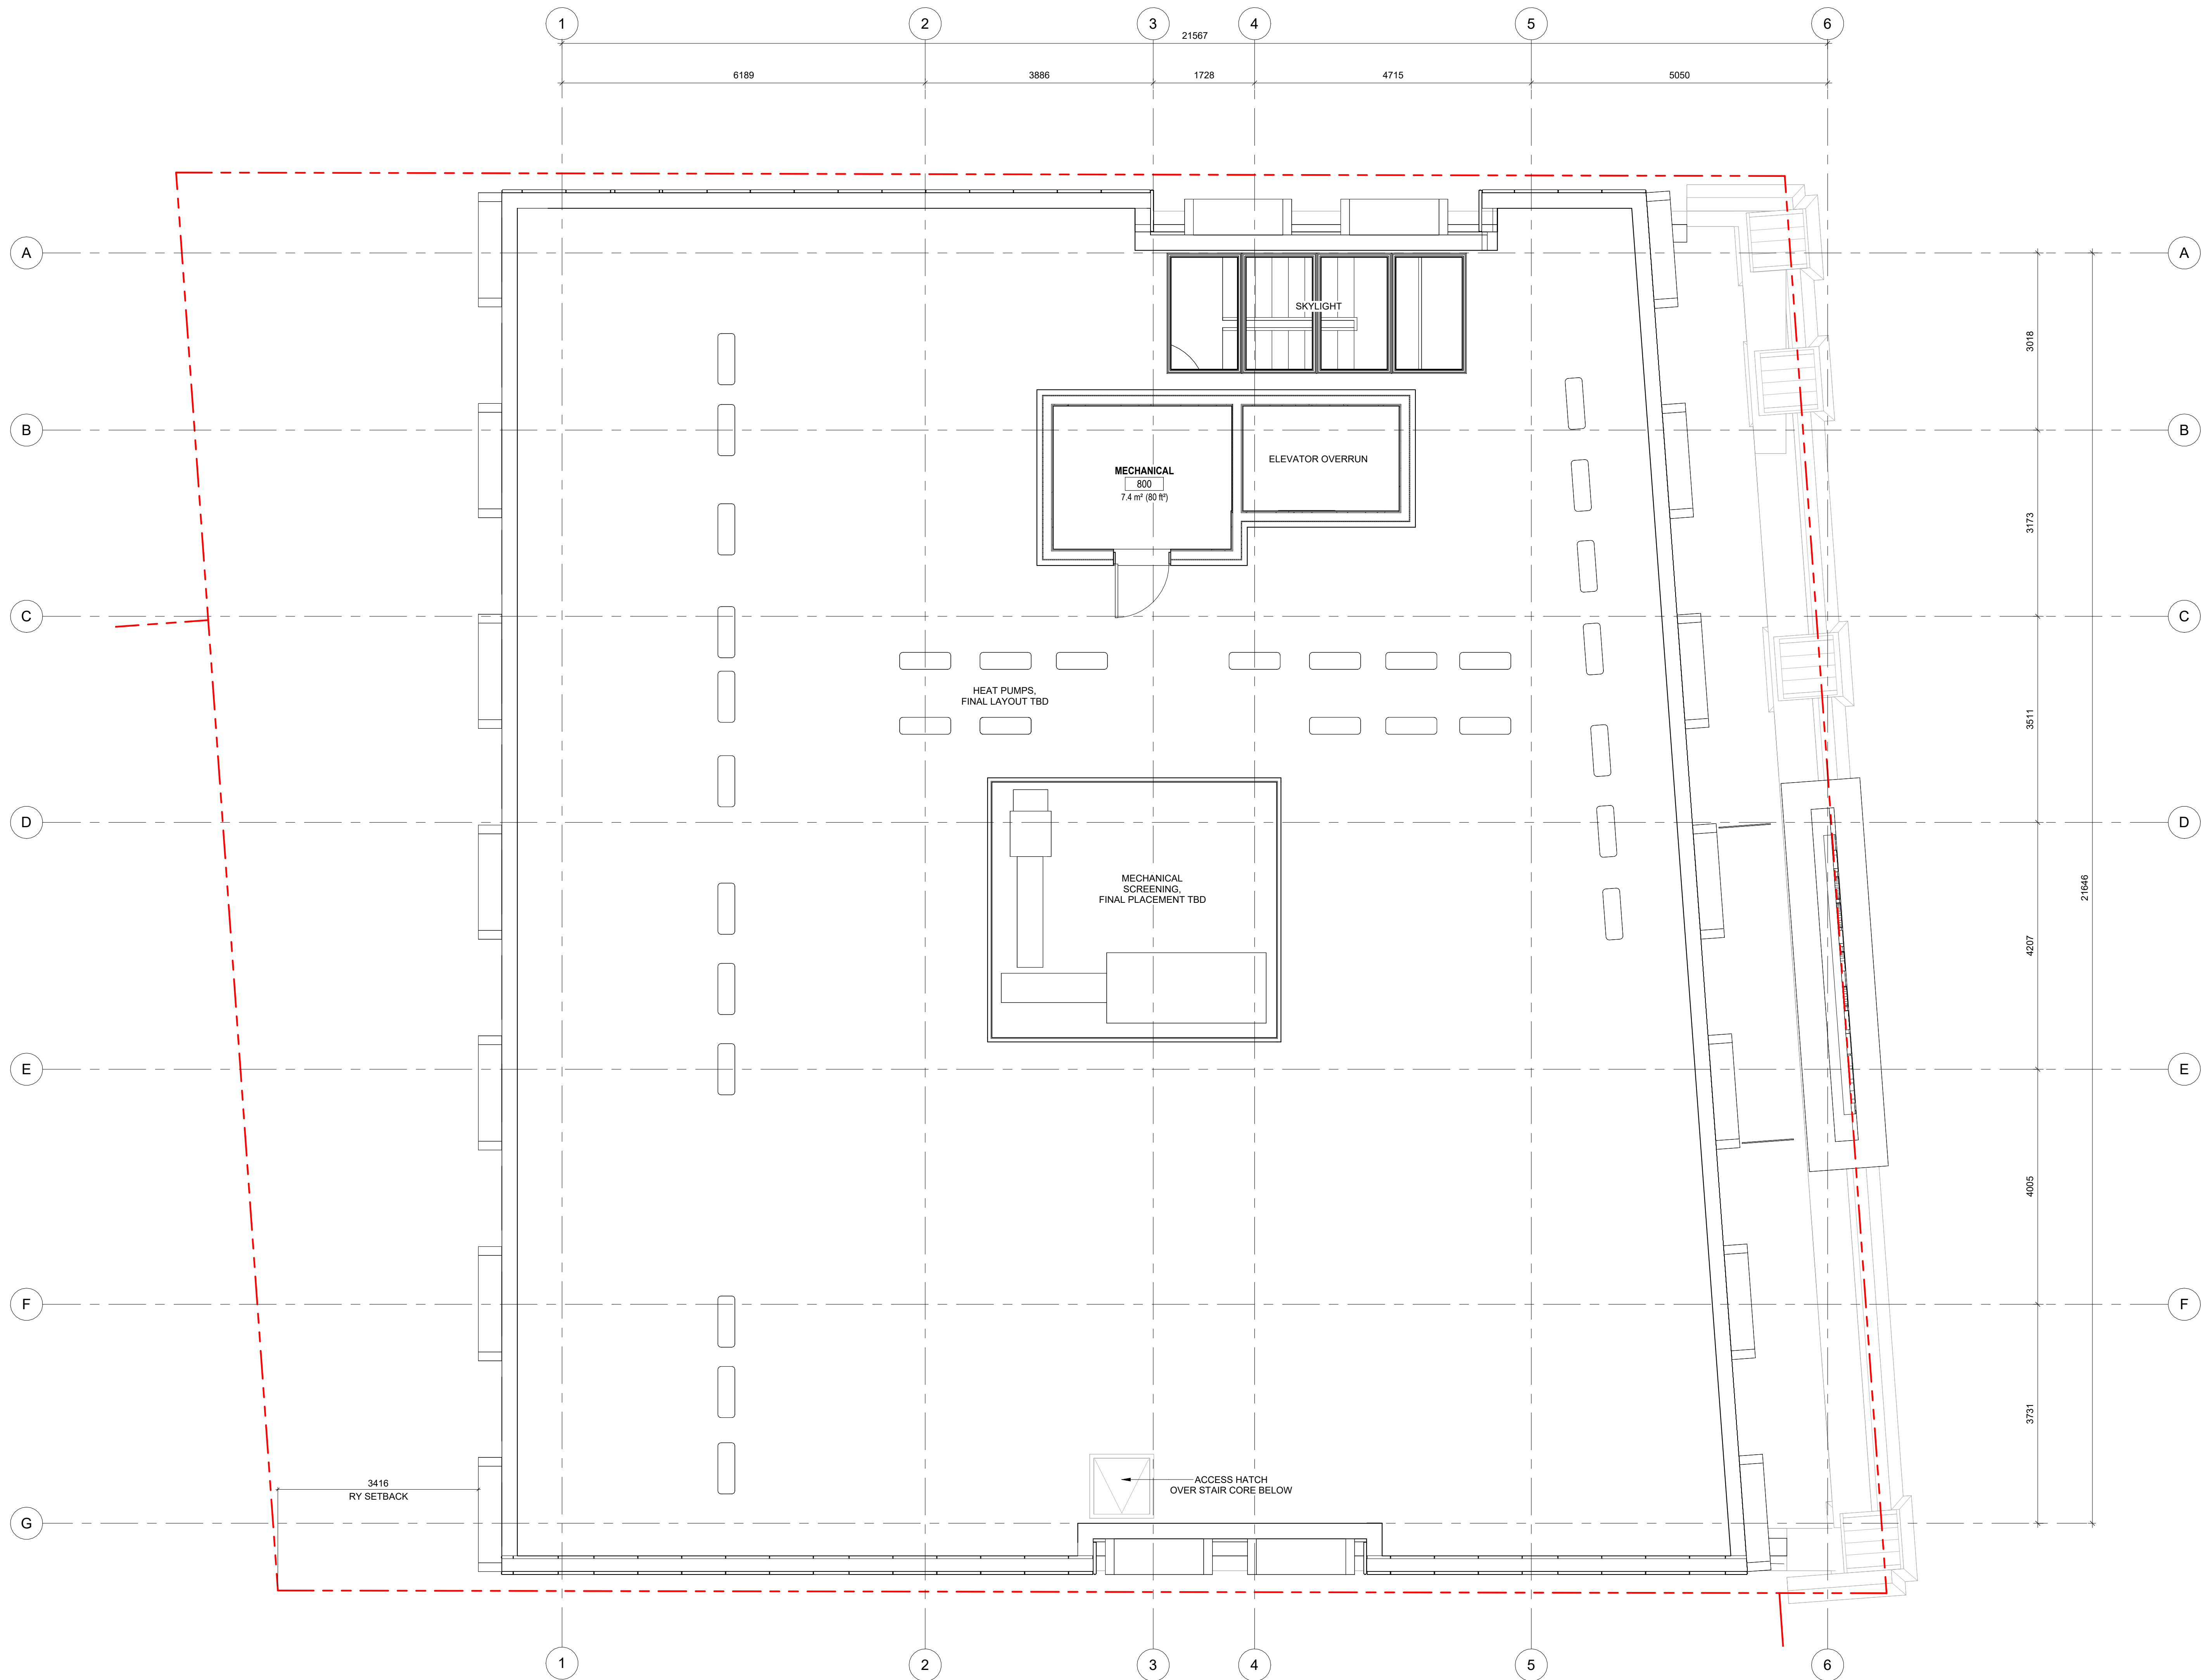 1 2 3 4 5 6
21567
6189 3886 1728 4715 5050
A A
SKYLIGHT
3018
B B
ELEVATOR OVERRUN
MECHANICAL
800
7.4 m² (80 ft²)
3173
C C
HEAT PUMPS,
FINAL LAYOUT TBD
3511
D D
MECHANICAL
SCREENING,
FINAL PLACEMENT TBD
21646
4207
E E
4005
F F
3731
ACCESS HATCH
OVER STAIR CORE BELOW
3416
RY SETBACK
G G
1 2 3 4 5 6